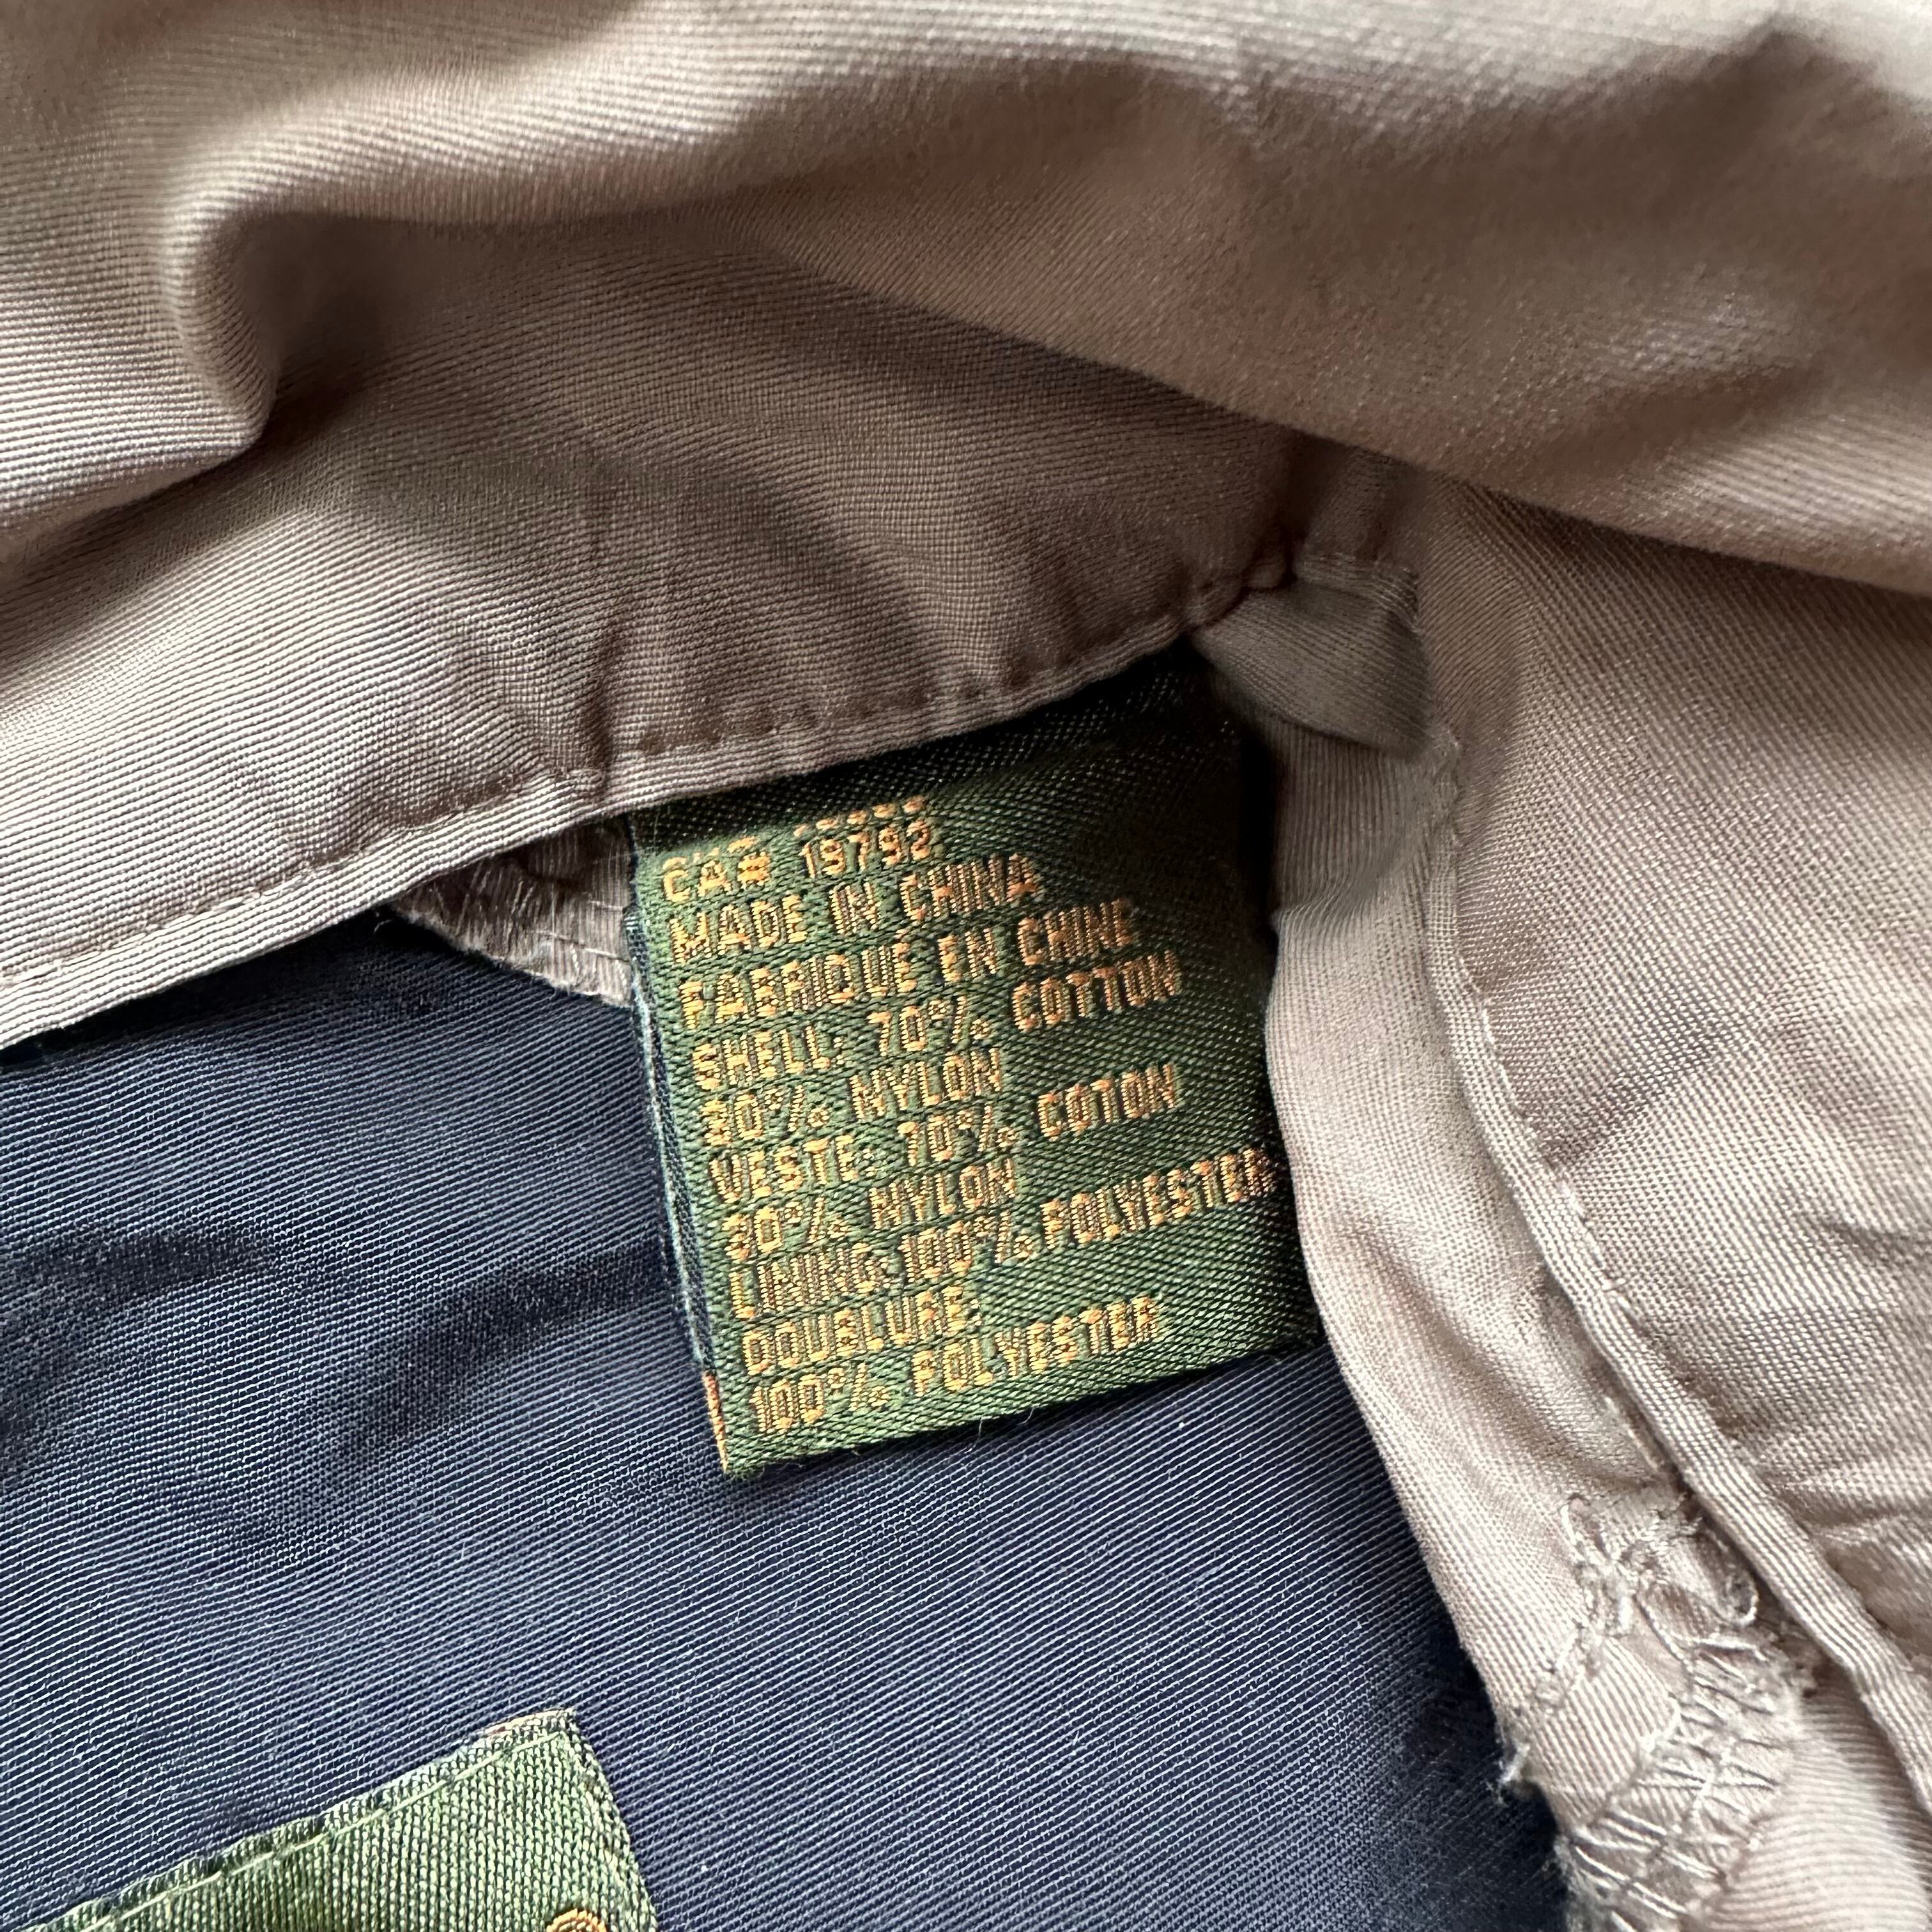 CA# 19792
MADE IN CHINA
FABRIQUE EN CHINE
SHELL: 70% COTTON
30% NYLON
VESTE: 70% COTON
30% NYLON
LINING:100% POLYESTER
DOUBLURE:
100% POLYESTER